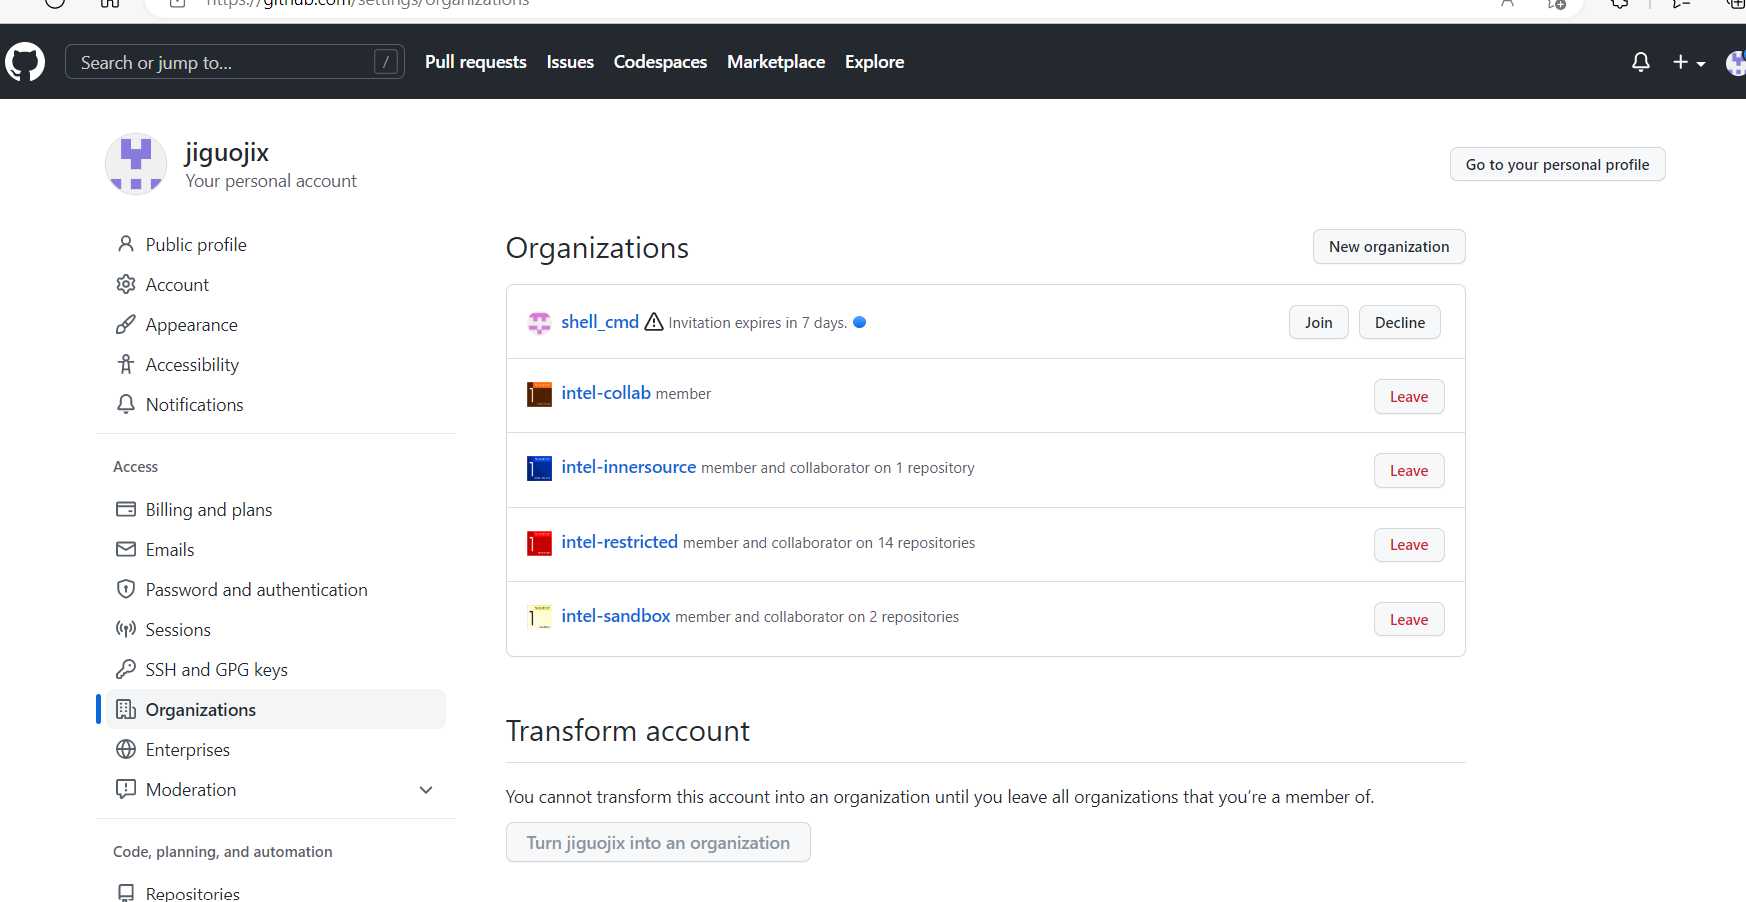 https://github.com/settings/organizations
Search or jump to... /
Pull requests Issues Codespaces Marketplace Explore
jiguojix
Your personal account
Go to your personal profile
Public profile
Account
Appearance
Accessibility
Notifications
Access
Billing and plans
Emails
Password and authentication
Sessions
SSH and GPG keys
Organizations
Enterprises
Moderation
Code, planning, and automation
Repositories
Organizations
New organization
shell_cmd Invitation expires in 7 days. Join Decline
intel-collab member Leave
intel-innersource member and collaborator on 1 repository Leave
intel-restricted member and collaborator on 14 repositories Leave
intel-sandbox member and collaborator on 2 repositories Leave
Transform account
You cannot transform this account into an organization until you leave all organizations that you’re a member of.
Turn jiguojix into an organization